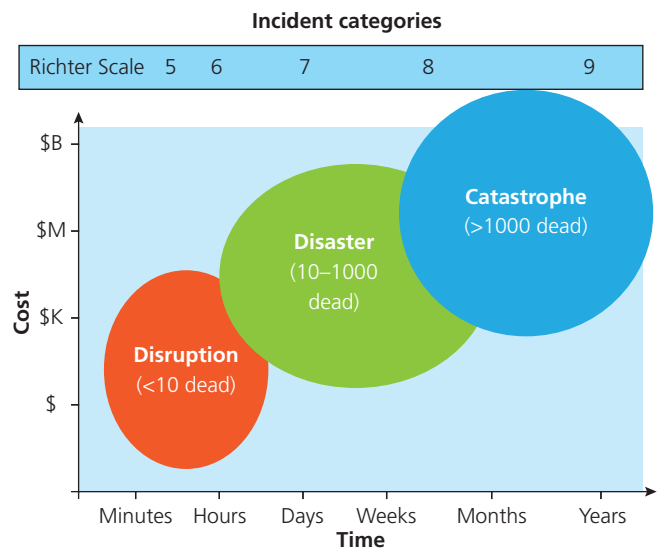 Incident categories
Richter Scale 5 6 7 8 9
$B
$M
$K
$
Cost
Catastrophe
(>1000 dead)
Disaster
(10–1000
dead)
Disruption
(<10 dead)
Minutes Hours Days Weeks Months Years
Time